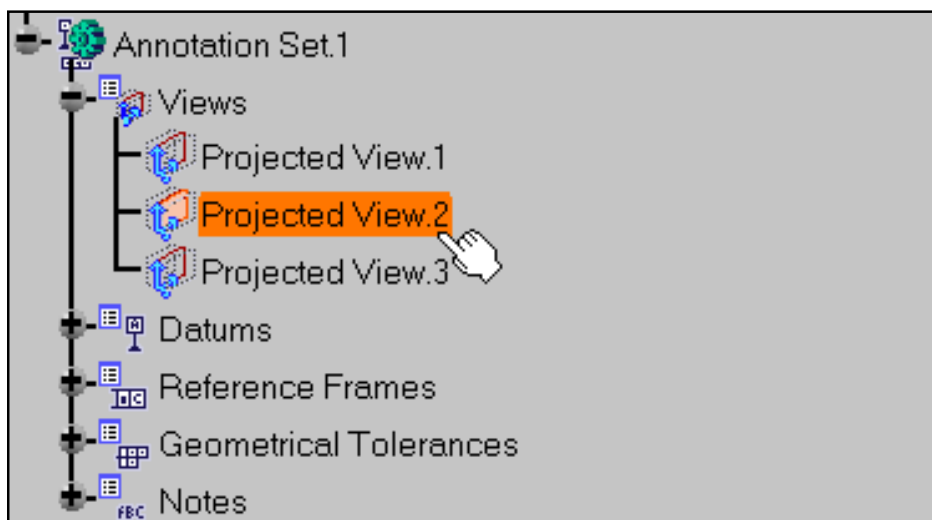 Annotation Set.1
Views
Projected View.1
Projected View.2
Projected View.3
Datums
Reference Frames
Geometrical Tolerances
Notes